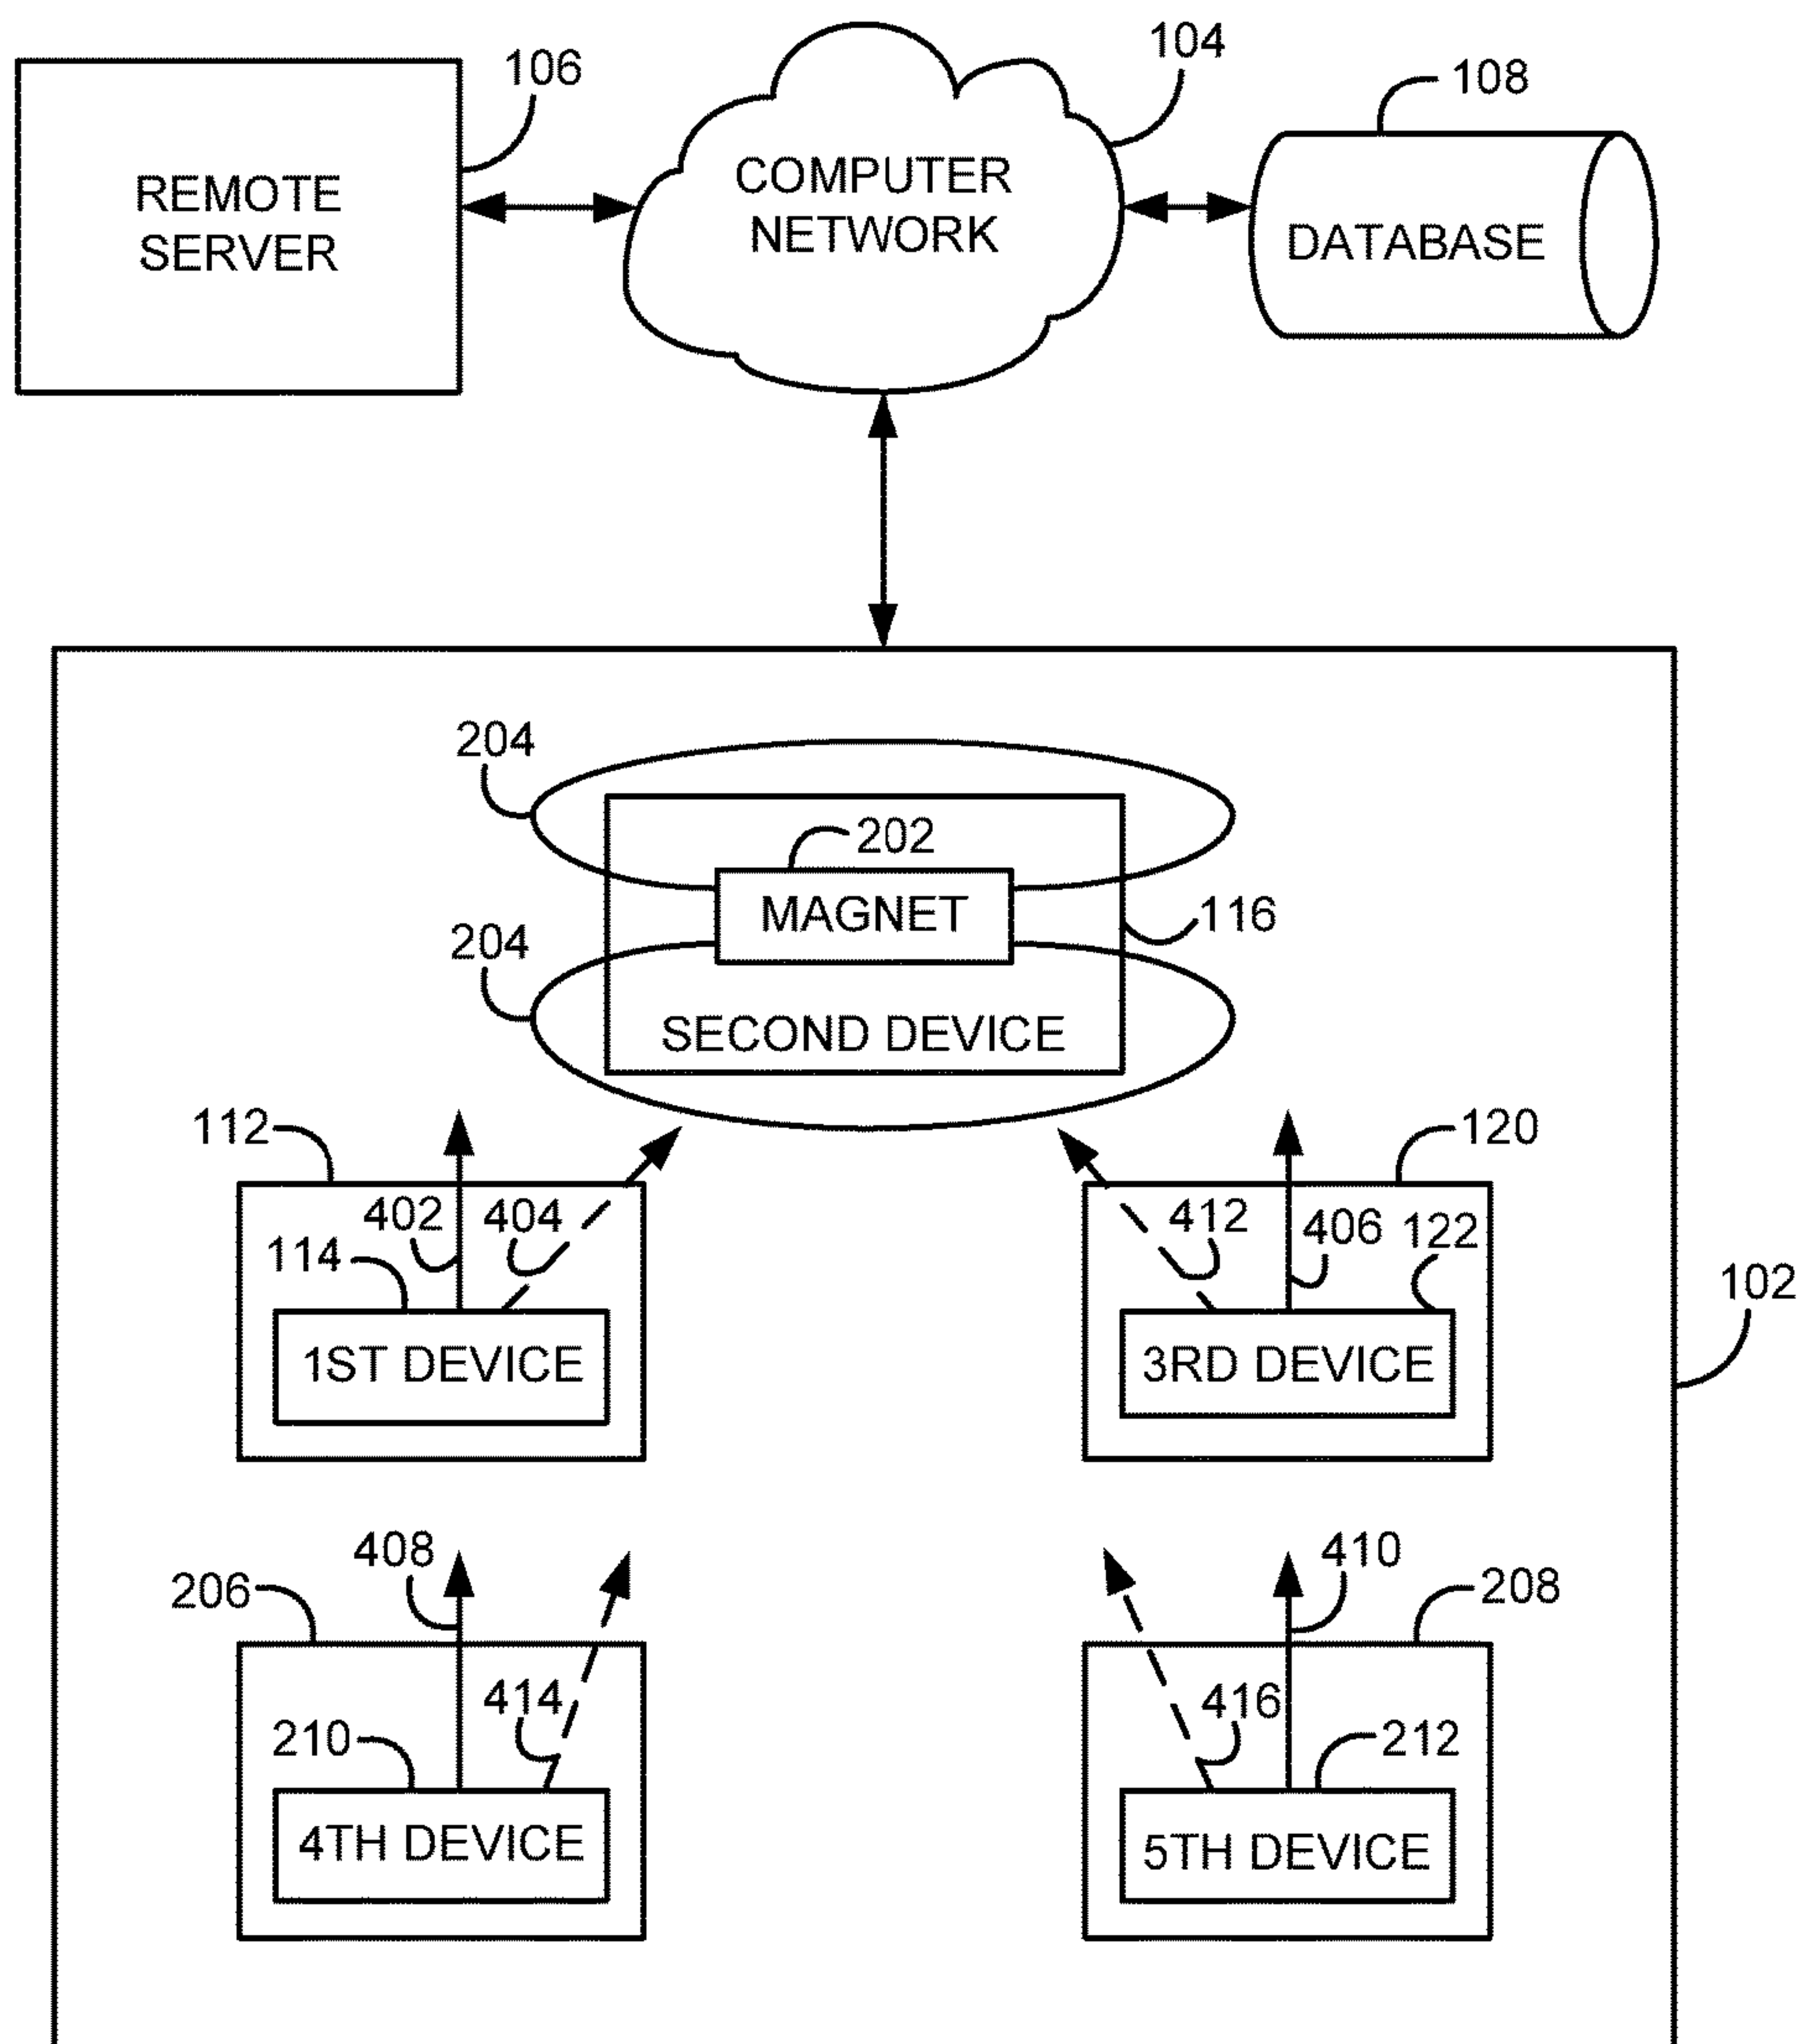 106
104
108
REMOTE
SERVER
COMPUTER
NETWORK
DATABASE
204
202
MAGNET
116
204
SECOND DEVICE
112
120
402
404
412
406
122
114
102
1ST DEVICE
3RD DEVICE
408
410
206
208
414
416
210
212
4TH DEVICE
5TH DEVICE